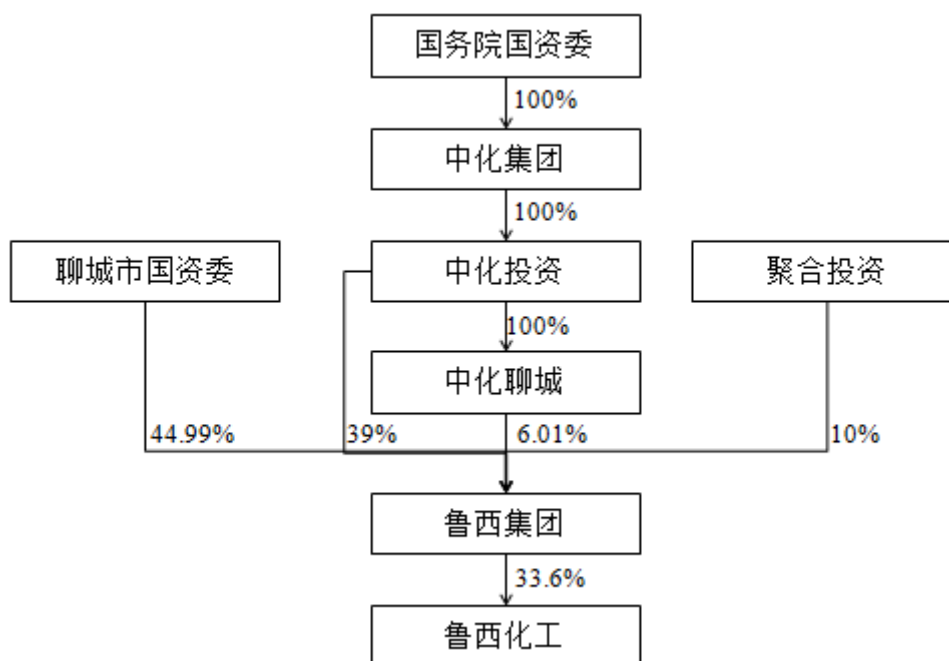 国务院国资委
100%
中化集团
100%
聊城市国资委
中化投资
聚合投资
100%
中化聊城
44.99%
39%
6.01%
10%
鲁西集团
33.6%
鲁西化工